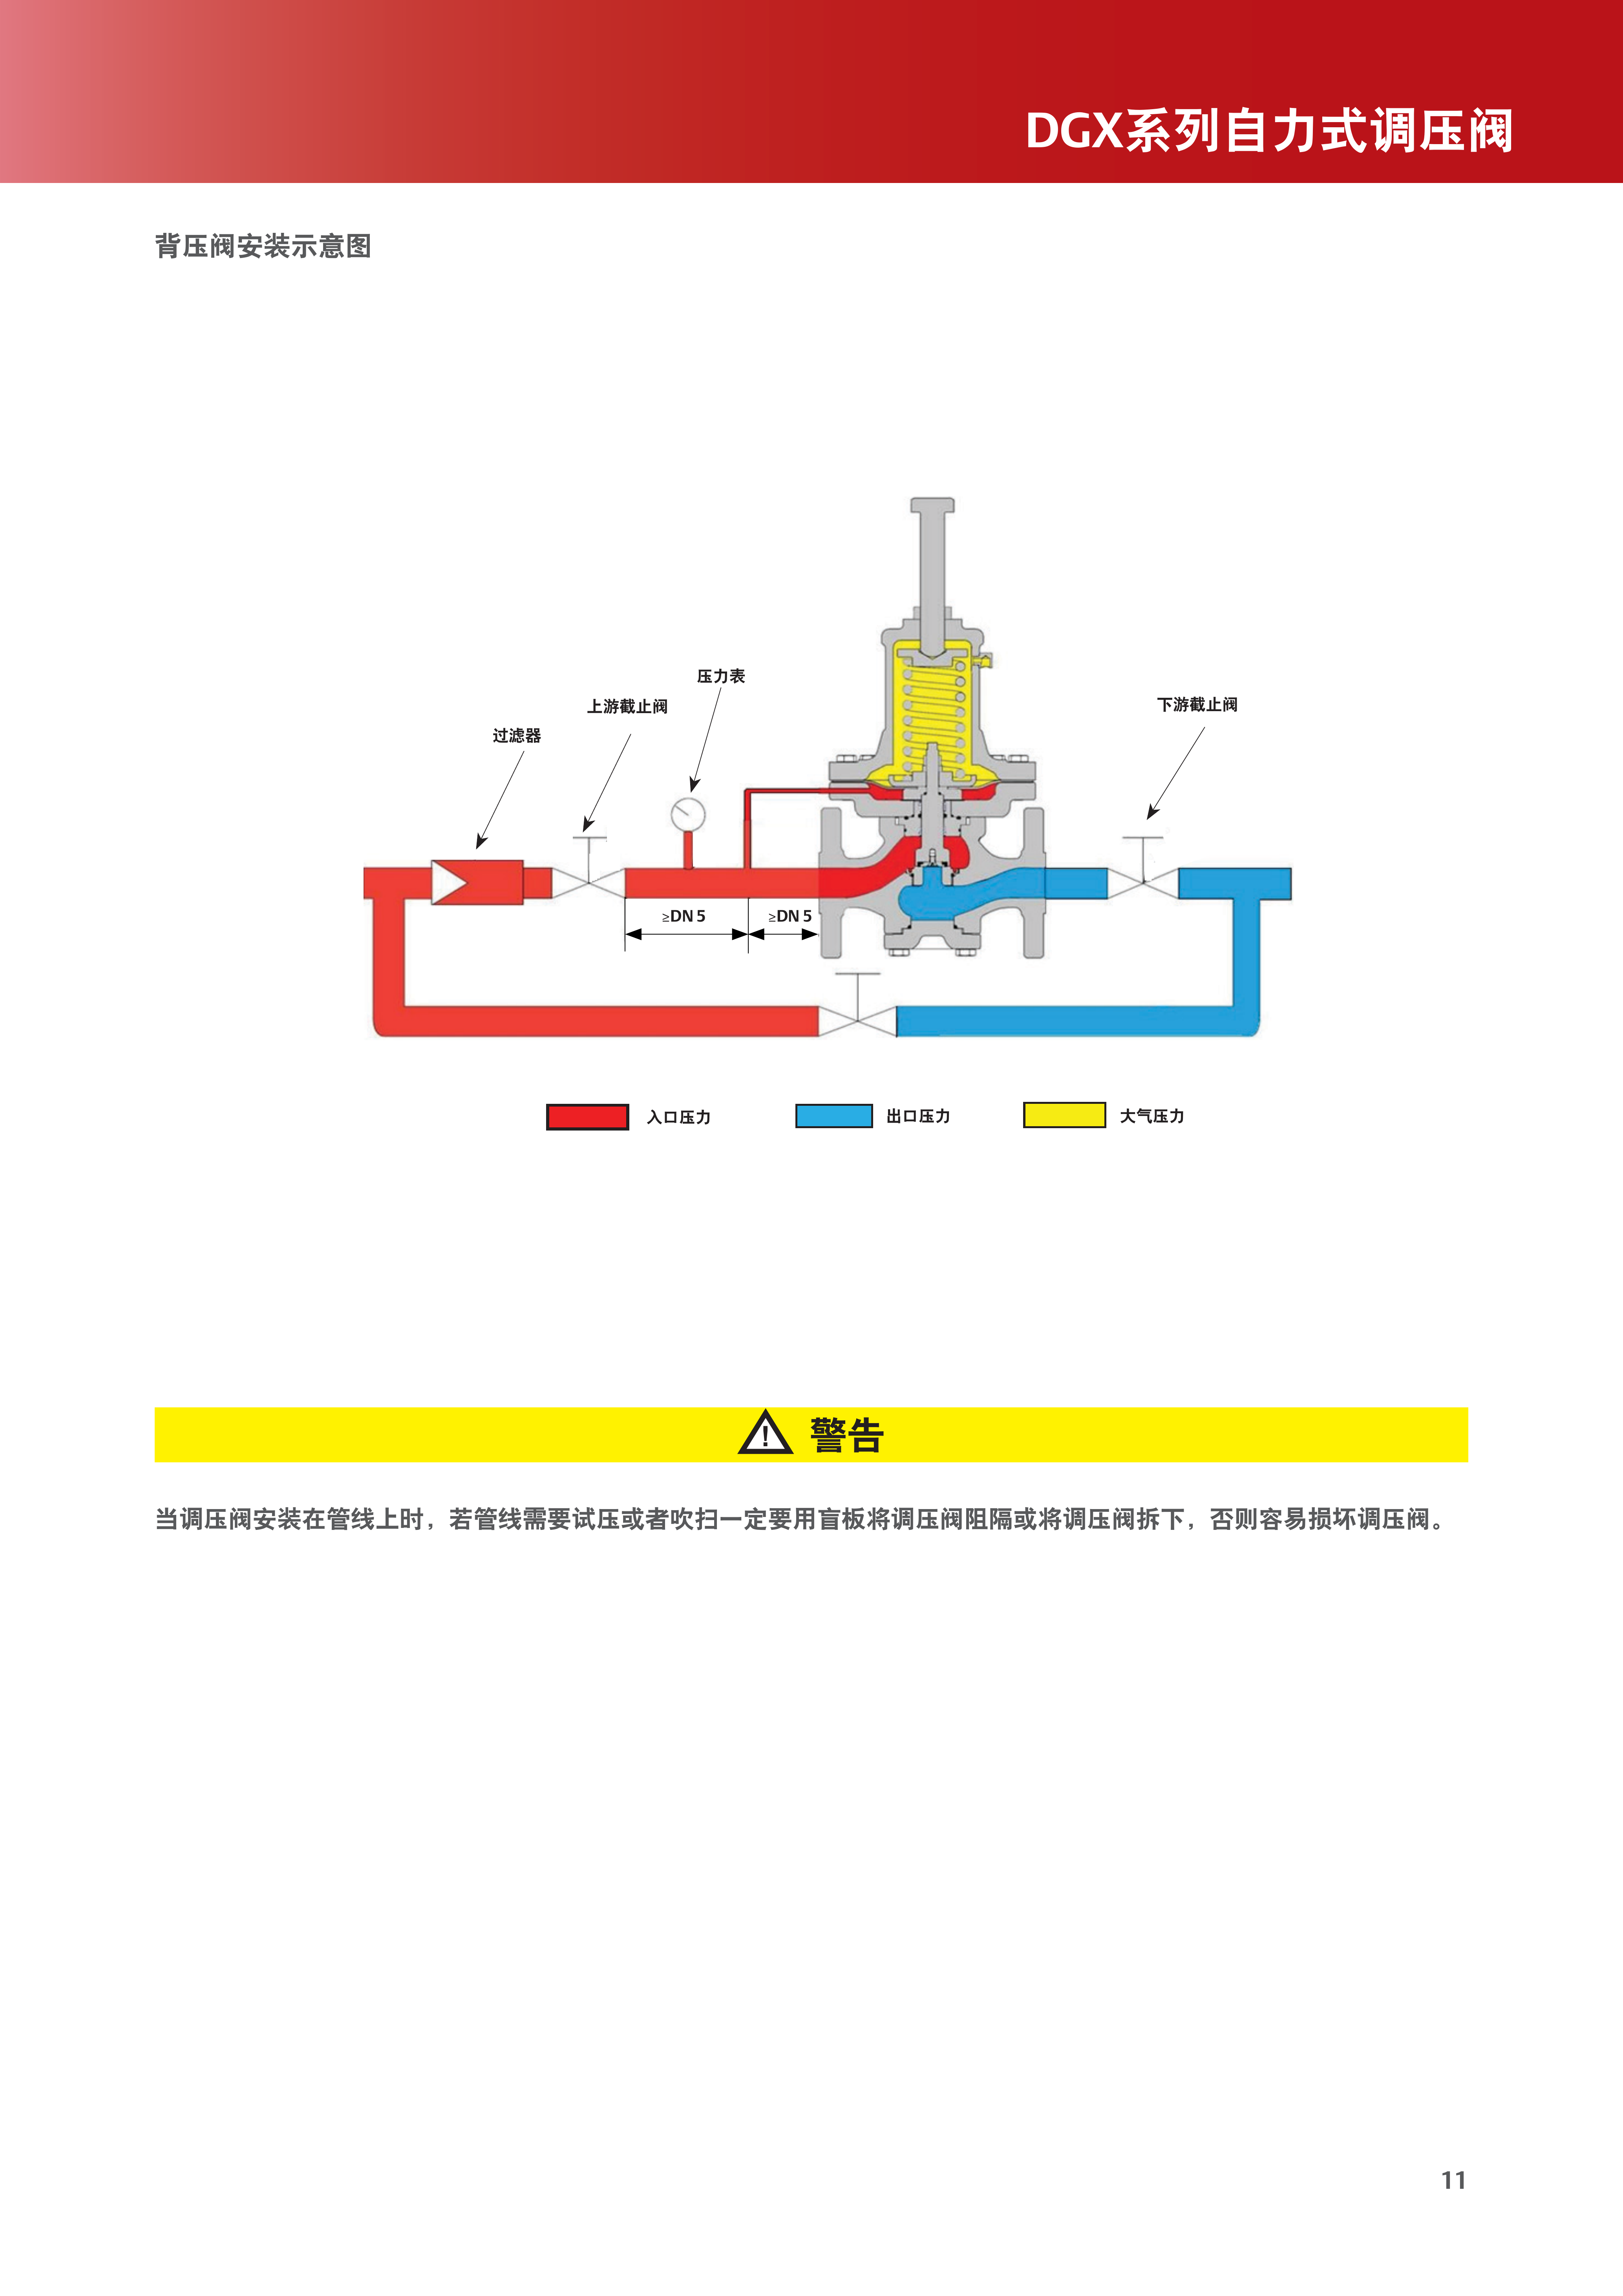 DGX系列自力式调压阀
背压阀安装示意图
压力表
上游截止阀
下游截止阀
过滤器
≥DN 5
≥DN 5
入口压力
出口压力
大气压力
! 警告
当调压阀安装在管线上时，若管线需要试压或者吹扫一定要用盲板将调压阀阻隔或将调压阀拆下，否则容易损坏调压阀。
11